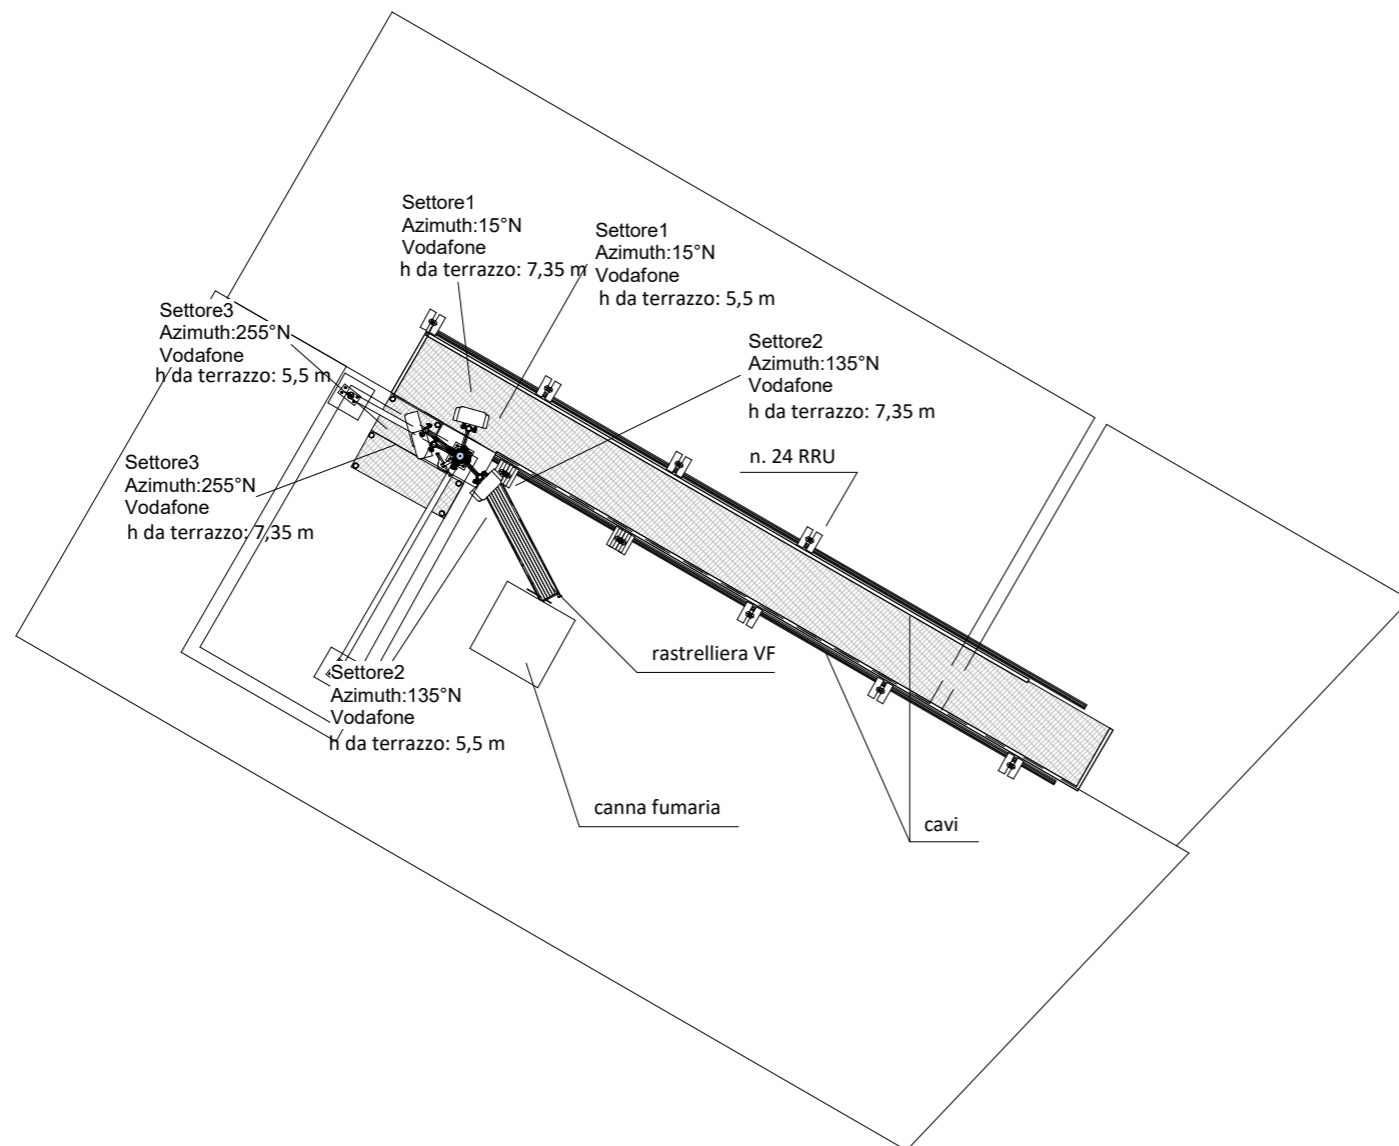 Settore1
Azimuth:15°N
Vodafone
h da terrazzo: 7,35 m
Settore1
Azimuth:15°N
Vodafone
h da terrazzo: 5,5 m
Settore3
Azimuth:255°N
Vodafone
h da terrazzo: 5,5 m
Settore2
Azimuth:135°N
Vodafone
h da terrazzo: 7,35 m
n. 24 RRU
Settore3
Azimuth:255°N
Vodafone
h da terrazzo: 7,35 m
rastrelliera VF
Settore2
Azimuth:135°N
Vodafone
h da terrazzo: 5,5 m
canna fumaria
cavi